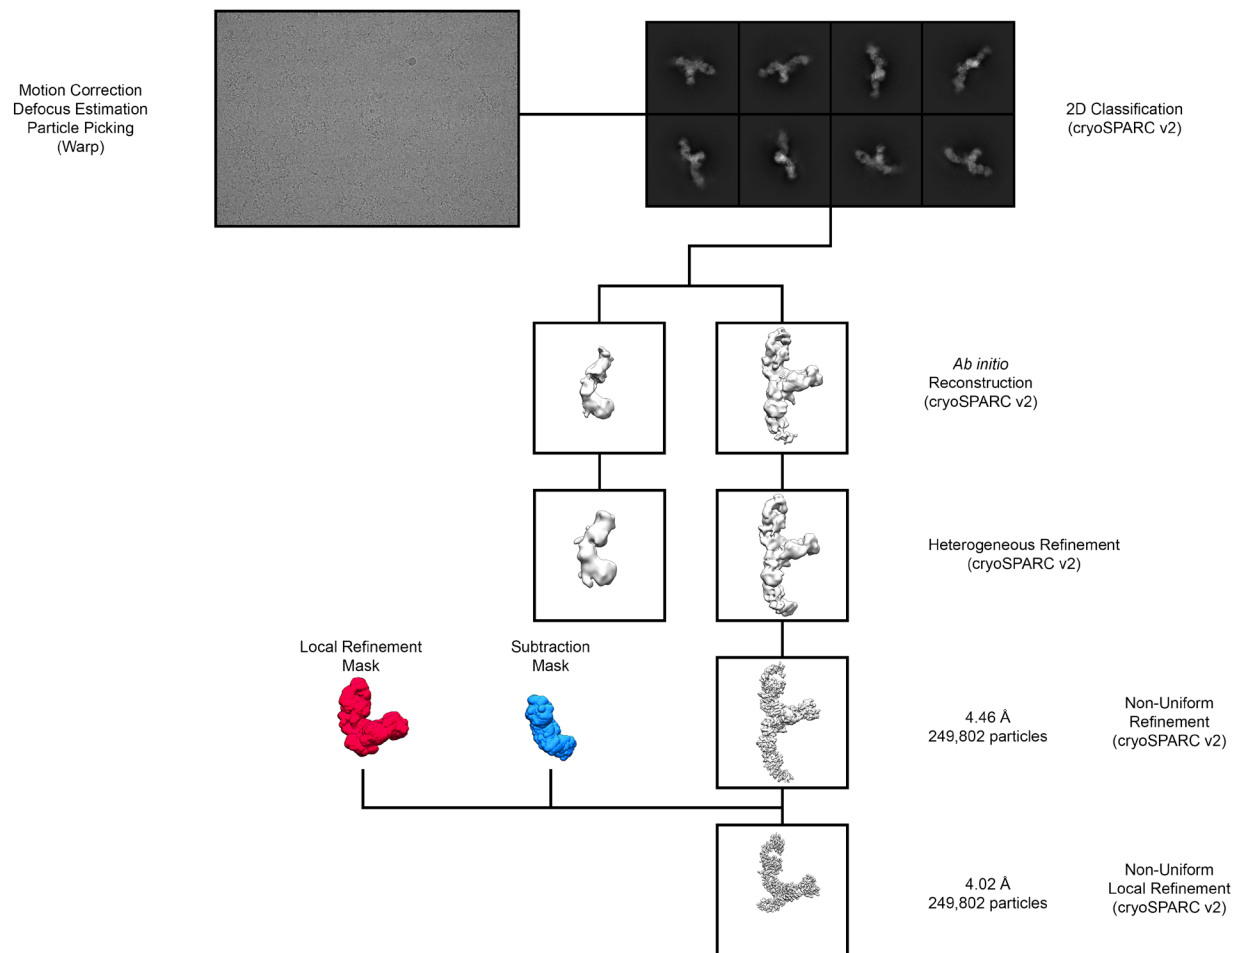 Motion Correction
Defocus Estimation
Particle Picking
(Warp)
2D Classification
(cryoSPARC v2)
Ab initio
Reconstruction
(cryoSPARC v2)
Heterogeneous Refinement
(cryoSPARC v2)
Local Refinement
Mask
Subtraction
Mask
4.46 Å
249,802 particles
Non-Uniform
Refinement
(cryoSPARC v2)
4.02 Å
249,802 particles
Non-Uniform
Local Refinement
(cryoSPARC v2)